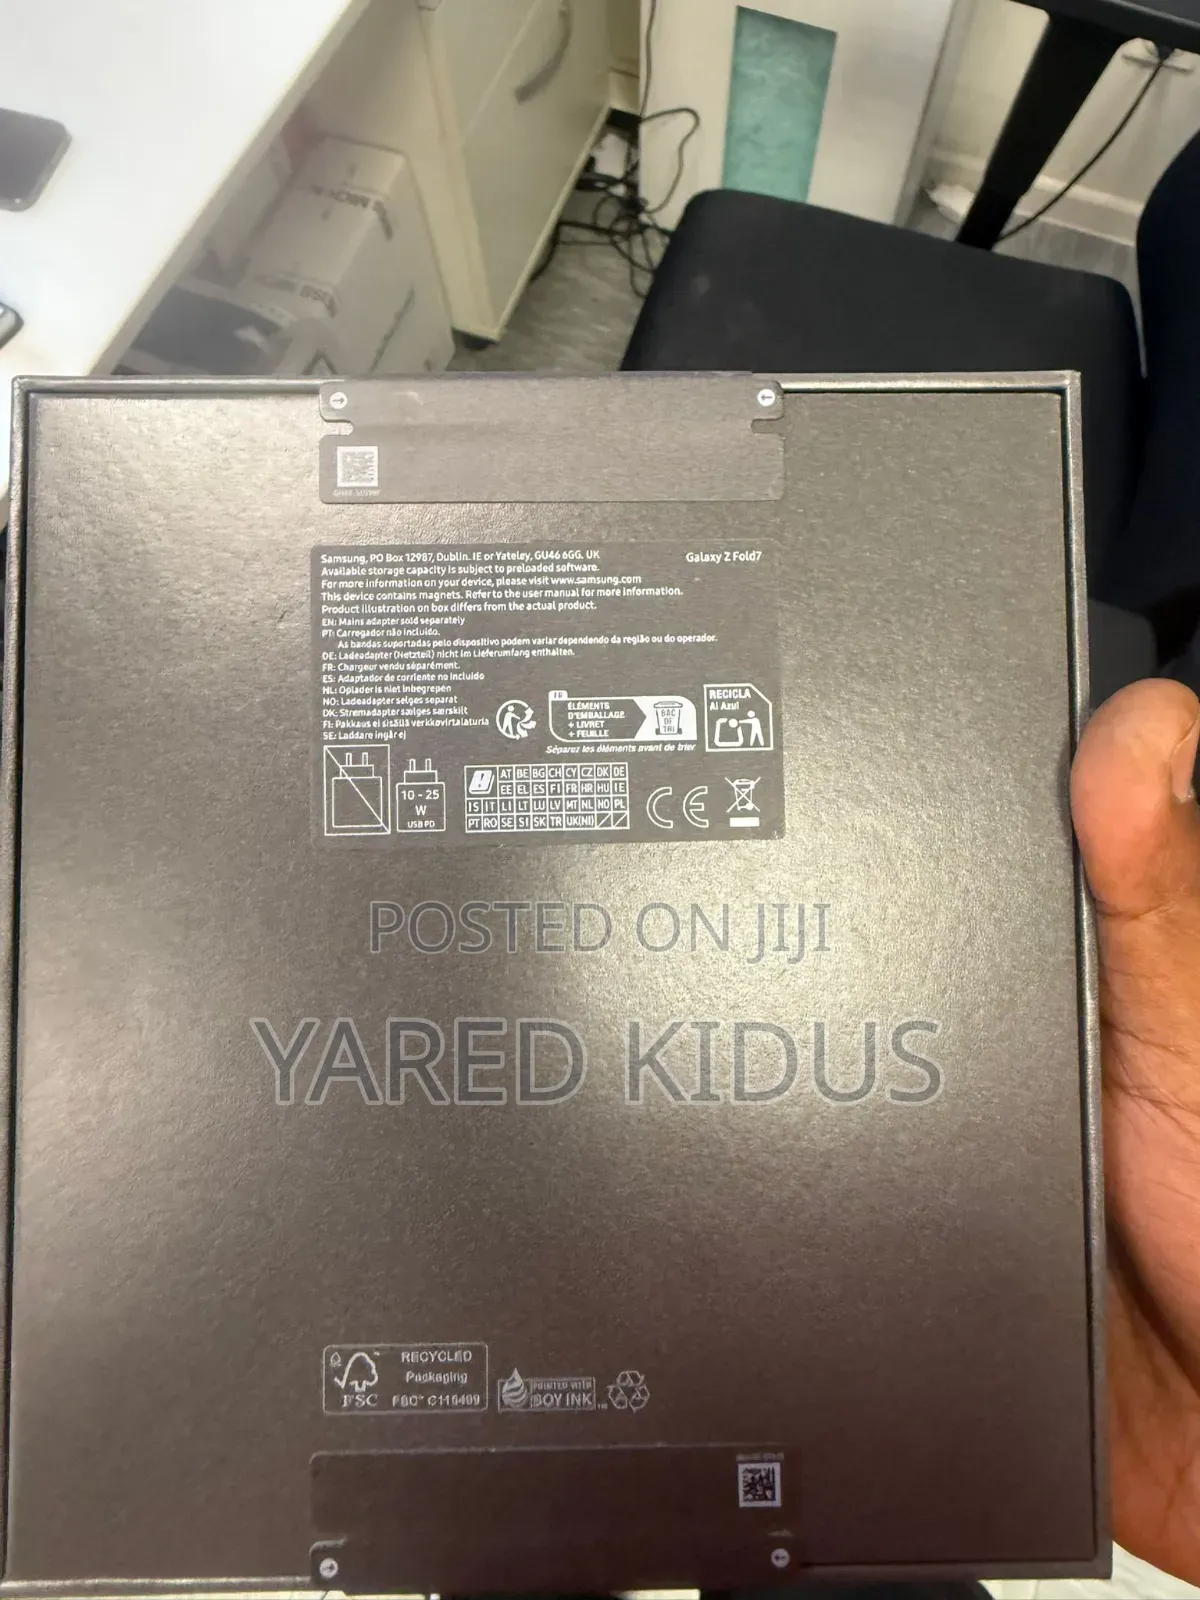 Samsung, PO Box 12987, Dublin. IE or Yateley, GU46 6GG. UK
Galaxy Z Fold7
Available storage capacity is subject to preloaded software.
For more information on your device, please visit www.samsung.com
This device contains magnets. Refer to the user manual for more information.
Product illustration on box differs from the actual product.
EN: Mains adapter sold separately
PT: Carregador não incluído.
As bandas suportadas pelo dispositivo podem variar dependendo da região ou do operador.
DE: Ladeadapter (Netzteil) nicht im Lieferumfang enthalten.
FR: Chargeur vendu séparément.
ES: Adaptador de corriente no incluido
NL: Oplader is niet inbegrepen
NO: Ladeadapter selges separat
DK: Strømadapter sælges særskilt
FI: Pakkaus ei sisällä verkkovirtalaturia
SE: Laddare ingår ej
FR
ÉLÉMENTS
D'EMBALLAGE
+ LIVRET
+ FEUILLE
BAC
DE
TRI
Séparez les éléments avant de trier
RECICLA
Al Azul
10 - 25
W
USB PD
AT BE BG CH CY CZ DK DE
EE EL ES FI FR HR HU IE
IS IT LI LT LU LV MT NL NO PL
PT RO SE SI SK TR UK(NI)
CE
POSTED ON JIJI
YARED KIDUS
RECYCLED
Packaging
FSC
PRINTED WITH
SOY INK